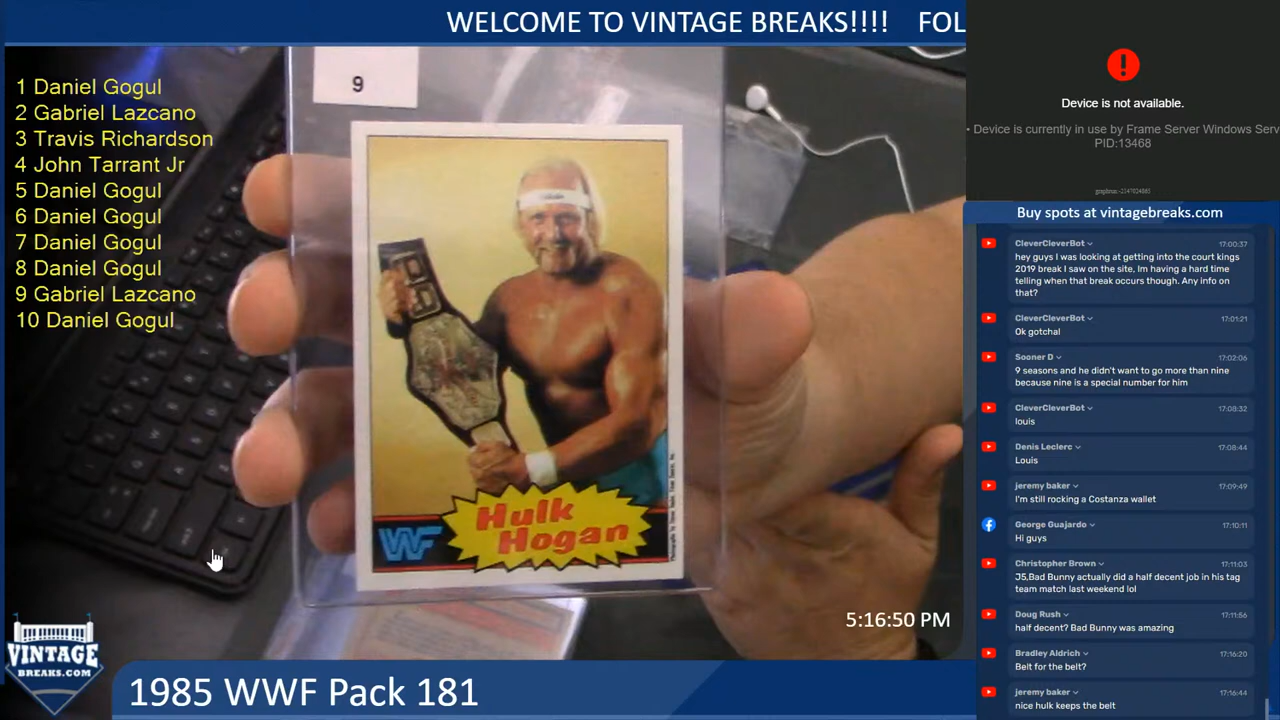 WELCOME TO VINTAGE BREAKS!!!! FOL
1 Daniel Gogul
2 Gabriel Lazcano
3 Travis Richardson
4 John Tarrant Jr
5 Daniel Gogul
6 Daniel Gogul
7 Daniel Gogul
8 Daniel Gogul
9 Gabriel Lazcano
10 Daniel Gogul
9
Hulk
Hogan
WF
5:16:50 PM
VINTAGE
BREAKS.COM
1985 WWF Pack 181
!
Device is not available.
• Device is currently in use by Frame Server Windows Serv
PID:13468
Buy spots at vintagebreaks.com
CleverCleverBot 17:00:37
hey guys I was looking at getting into the court kings
2019 break I saw on the site, Im having a hard time
telling when that break occurs though. Any info on
that?
CleverCleverBot 17:01:21
Ok gotcha!
Sooner D 17:02:06
9 seasons and he didn't want to go more than nine
because nine is a special number for him
CleverCleverBot 17:08:32
louis
Denis Leclerc 17:08:44
Louis
jeremy baker 17:09:49
I'm still rocking a Costanza wallet
George Guajardo 17:10:11
Hi guys
Christopher Brown 17:11:03
J5,Bad Bunny actually did a half decent job in his tag
team match last weekend lol
Doug Rush 17:11:56
half decent? Bad Bunny was amazing
Bradley Aldrich 17:16:20
Belt for the belt?
jeremy baker 17:16:44
nice hulk keeps the belt